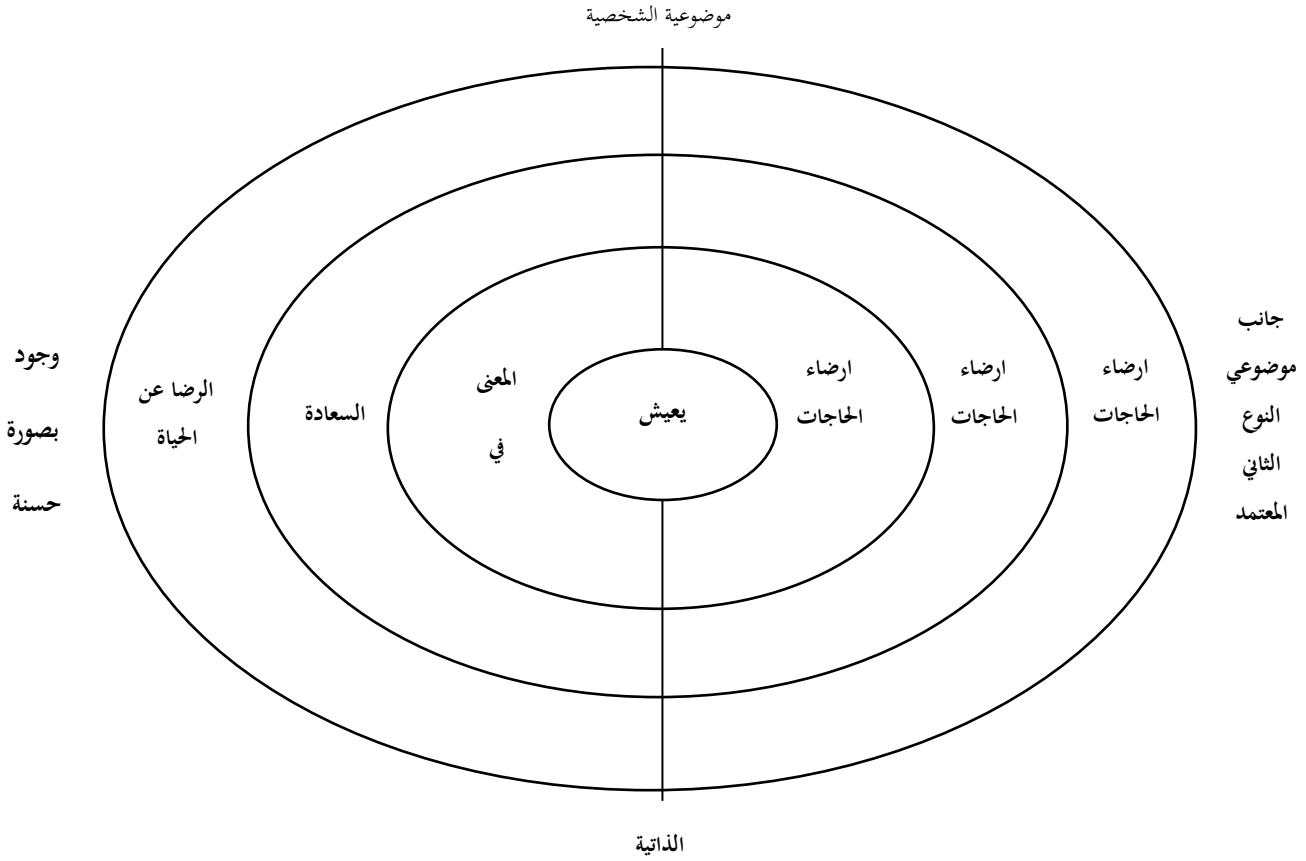 موضوعية الشخصية
جانب
موضوعي
النوع
الثاني
المعتمد
ارضاء
الحاجات
ارضاء
الحاجات
ارضاء
الحاجات
يعيش
المعنى
في
السعادة
الرضا عن
الحياة
وجود
بصورة
حسنة
الذاتية